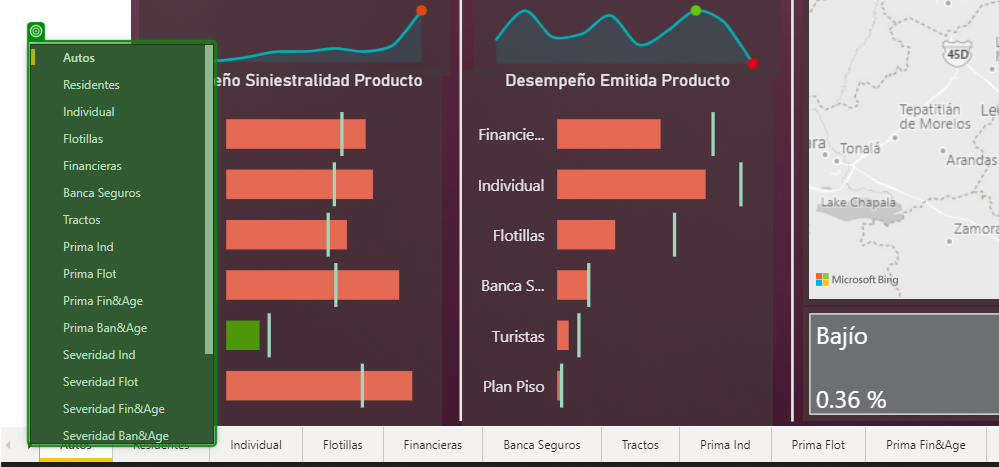 Autos
Residentes
Individual
Flotillas
Financieras
Banca Seguros
Tractos
Prima Ind
Prima Flot
Prima Fin&Age
Prima Ban&Age
Severidad Ind
Severidad Flot
Severidad Fin&Age
Severidad Ban&Age
eño Siniestralidad Producto
Desempeño Emitida Producto
Financie...
Individual
Flotillas
Banca S...
Turistas
Plan Piso
45D
Tepatitlán
de Morelos
Le
ara
Tonalá
Arandas
Lake Chapala
Zamora
Microsoft Bing
Bajío
0.36 %
Autos
Residentes
Individual
Flotillas
Financieras
Banca Seguros
Tractos
Prima Ind
Prima Flot
Prima Fin&Age